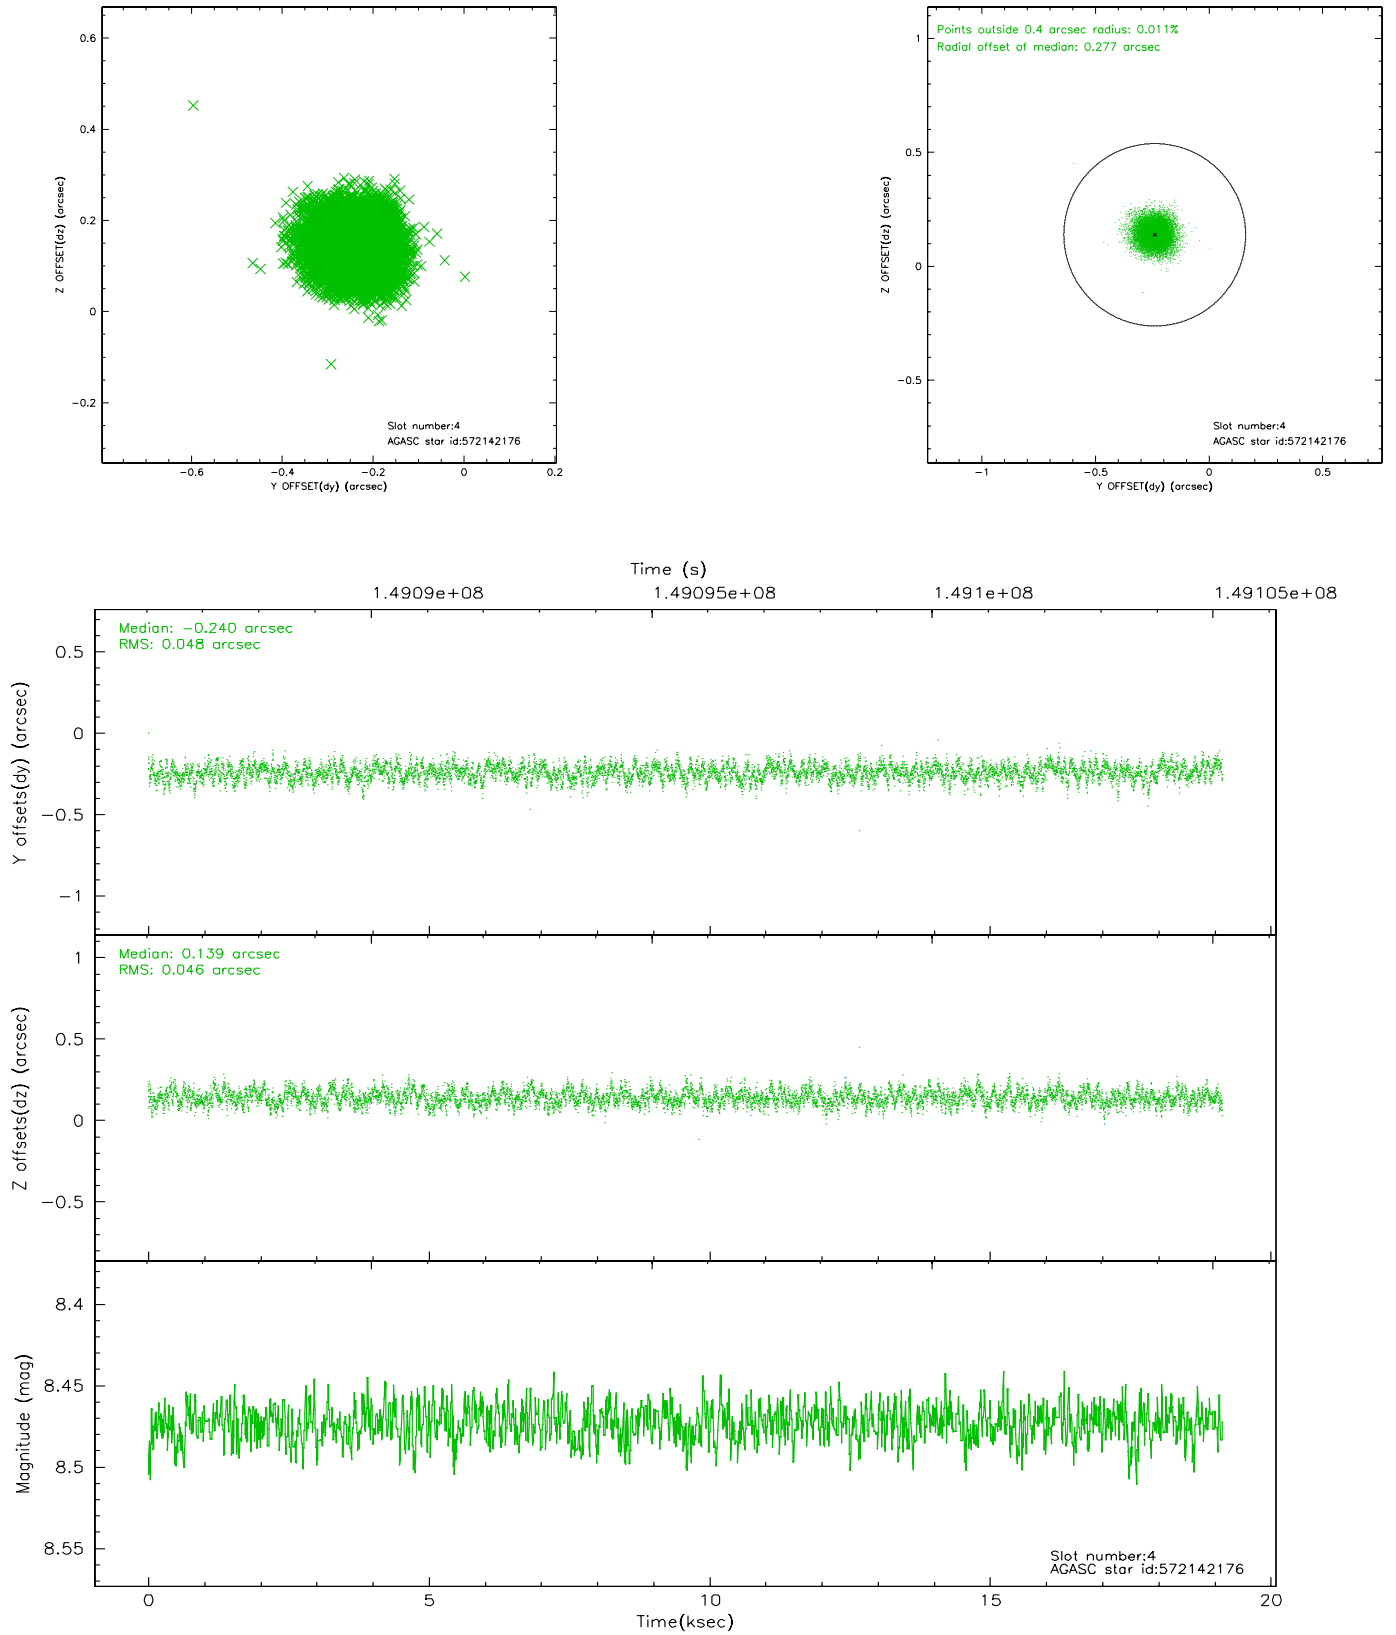 0.6
0.4
0.2
0
−0.2
Z OFFSET(dz) (arcsec)
Slot number:4
AGASC star id:572142176
−0.6
−0.4
−0.2
0
0.2
Y OFFSET(dy) (arcsec)
Points outside 0.4 arcsec radius: 0.011%
Radial offset of median: 0.277 arcsec
1
0.5
0
−0.5
Z OFFSET(dz) (arcsec)
Slot number:4
AGASC star id:572142176
−1
−0.5
0
0.5
Y OFFSET(dy) (arcsec)
Time (s)
1.4909e+08
1.49095e+08
1.491e+08
1.49105e+08
Median: −0.240 arcsec
RMS: 0.048 arcsec
0.5
0
−0.5
−1
Y offsets(dy) (arcsec)
Median: 0.139 arcsec
RMS: 0.046 arcsec
1
0.5
0
−0.5
Z offsets(dz) (arcsec)
8.4
8.45
8.5
8.55
Magnitude (mag)
Slot number:4
AGASC star id:572142176
0
5
10
15
20
Time(ksec)